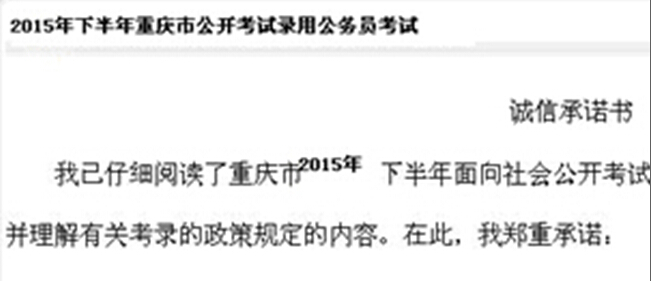 2015年下半年重庆市公开考试录用公务员考试
诚信承诺书
我已仔细阅读了重庆市2015年 下半年面向社会公开考试
并理解有关考录的政策规定的内容。在此，我郑重承诺：